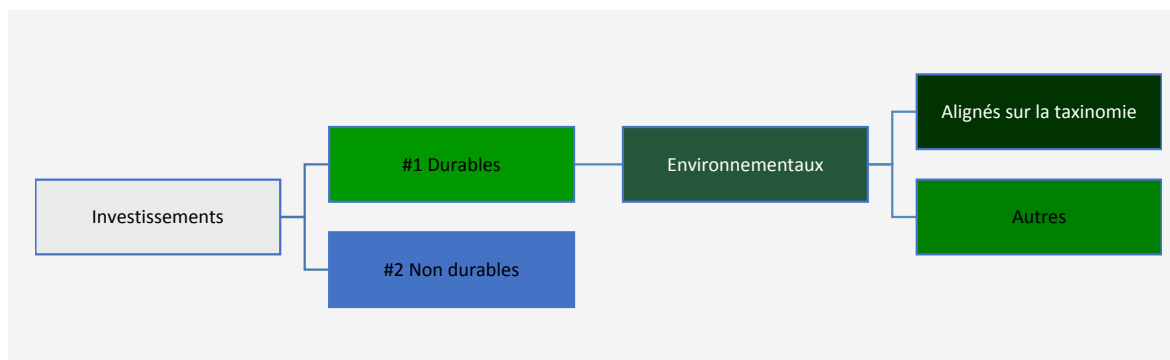 Investissements
#1 Durables
#2 Non durables
Environnementaux
Alignés sur la taxinomie
Autres